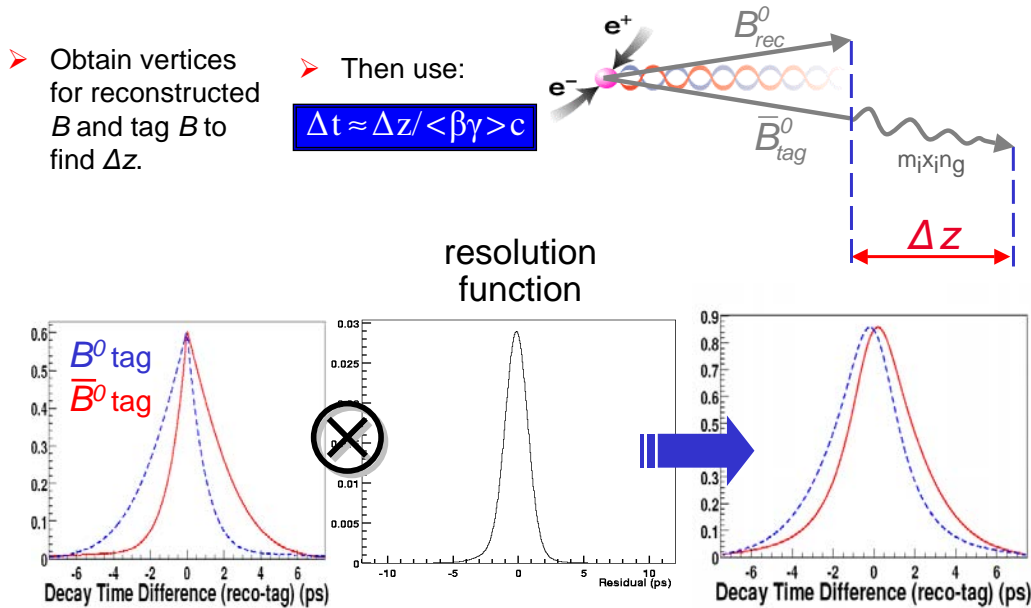 ➢ Obtain vertices
for reconstructed
B and tag B to
find Δz.
➢ Then use:
Δt ≈ Δz/<βγ>c
e⁺
e⁻
B⁰rec
B̅⁰tag
mixing
Δ z
resolution
function
B⁰ tag
B̅⁰ tag
0.6
0.5
0.4
0.3
0.2
0.1
0
-6 -4 -2 0 2 4 6
Decay Time Difference (reco-tag) (ps)
0.03
0.025
0.01
0.005
0
-10 -5 0 5 10
Residual (ps)
0.9
0.8
0.7
0.6
0.5
0.4
0.3
0.2
0.1
0
-6 -4 -2 0 2 4 6
Decay Time Difference (reco-tag) (ps)